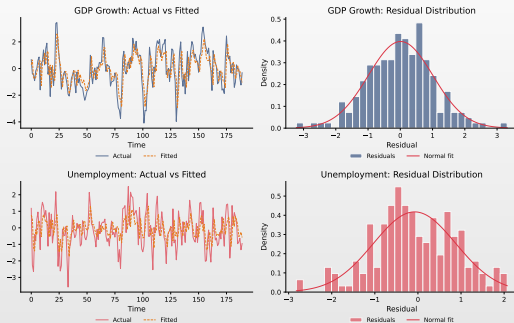 GDP Growth: Actual vs Fitted
2
0
−2
−4
0 25 50 75 100 125 150 175
Time
Actual Fitted
GDP Growth: Residual Distribution
Density
0.5
0.4
0.3
0.2
0.1
0.0
−3 −2 −1 0 1 2 3
Residual
Residuals Normal fit
Unemployment: Actual vs Fitted
2
1
0
−1
−2
−3
0 25 50 75 100 125 150 175
Time
Actual Fitted
Unemployment: Residual Distribution
Density
0.5
0.4
0.3
0.2
0.1
0.0
−3 −2 −1 0 1 2
Residual
Residuals Normal fit